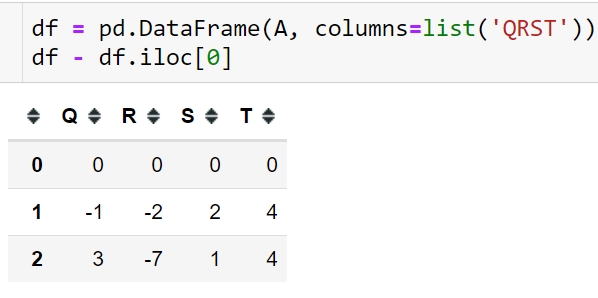 df = pd.DataFrame(A, columns=list('QRST'))
df - df.iloc[0]
Q R S T
0 0 0 0 0
1 -1 -2 2 4
2 3 -7 1 4